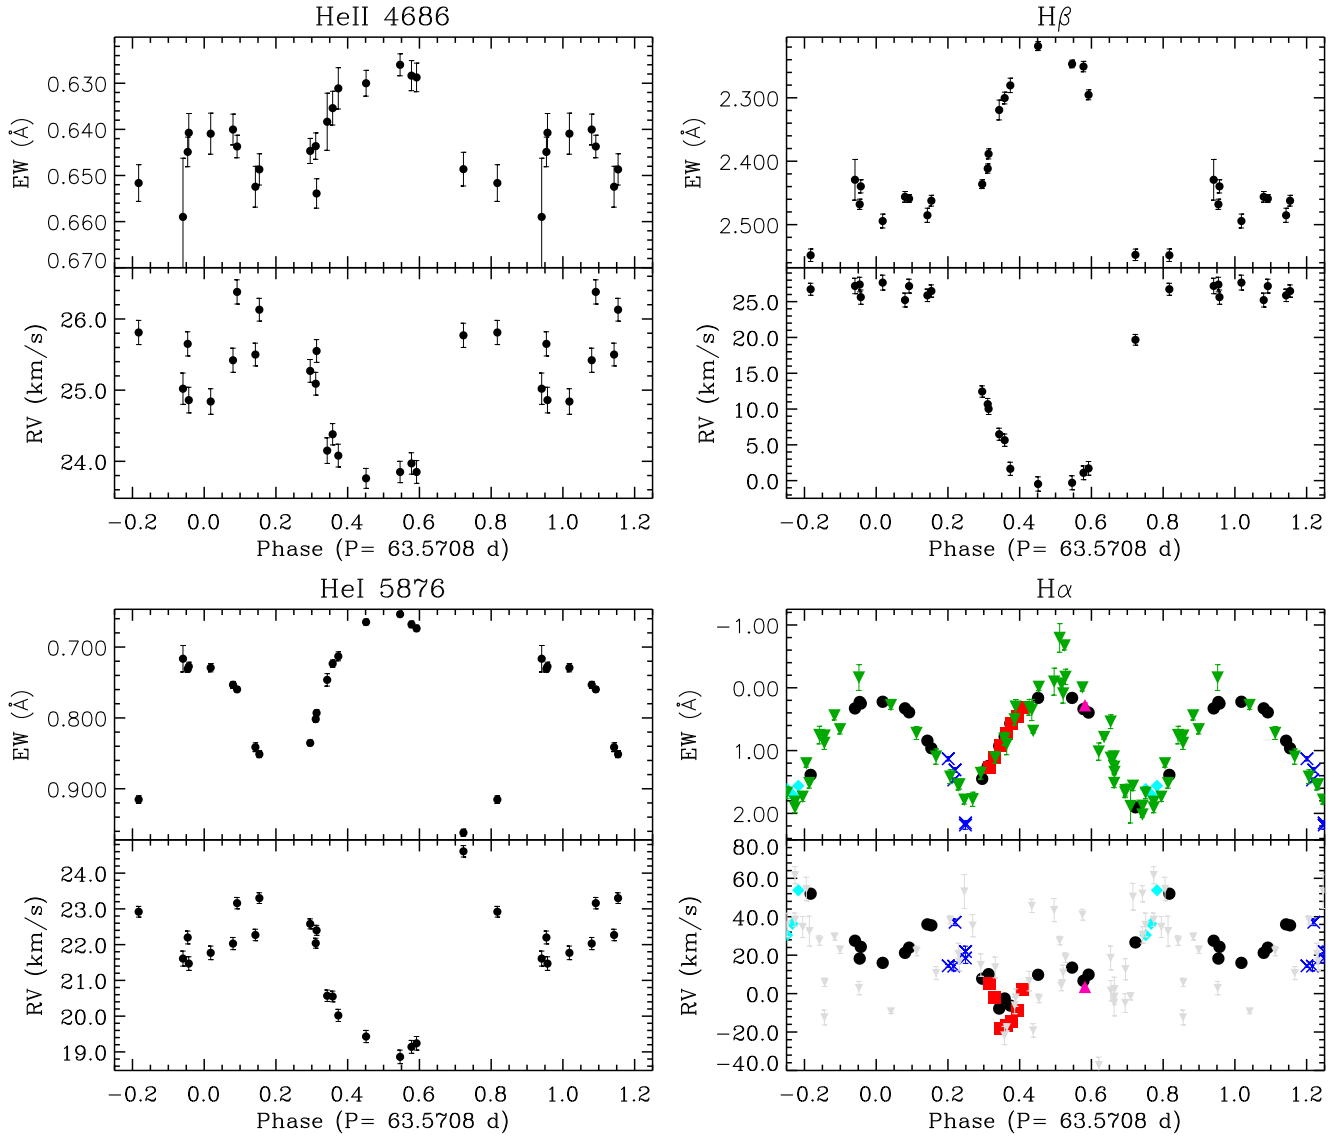 HeII 4686
EW (Å)
0.630
0.640
0.650
0.660
0.670
RV (km/s)
26.0
25.0
24.0
−0.2 0.0 0.2 0.4 0.6 0.8 1.0 1.2
Phase (P= 63.5708 d)
Hβ
EW (Å)
2.300
2.400
2.500
RV (km/s)
25.0
20.0
15.0
10.0
5.0
0.0
−0.2 0.0 0.2 0.4 0.6 0.8 1.0 1.2
Phase (P= 63.5708 d)
HeI 5876
EW (Å)
0.700
0.800
0.900
RV (km/s)
24.0
23.0
22.0
21.0
20.0
19.0
−0.2 0.0 0.2 0.4 0.6 0.8 1.0 1.2
Phase (P= 63.5708 d)
Hα
EW (Å)
−1.00
0.00
1.00
2.00
RV (km/s)
80.0
60.0
40.0
20.0
0.0
−20.0
−40.0
−0.2 0.0 0.2 0.4 0.6 0.8 1.0 1.2
Phase (P= 63.5708 d)